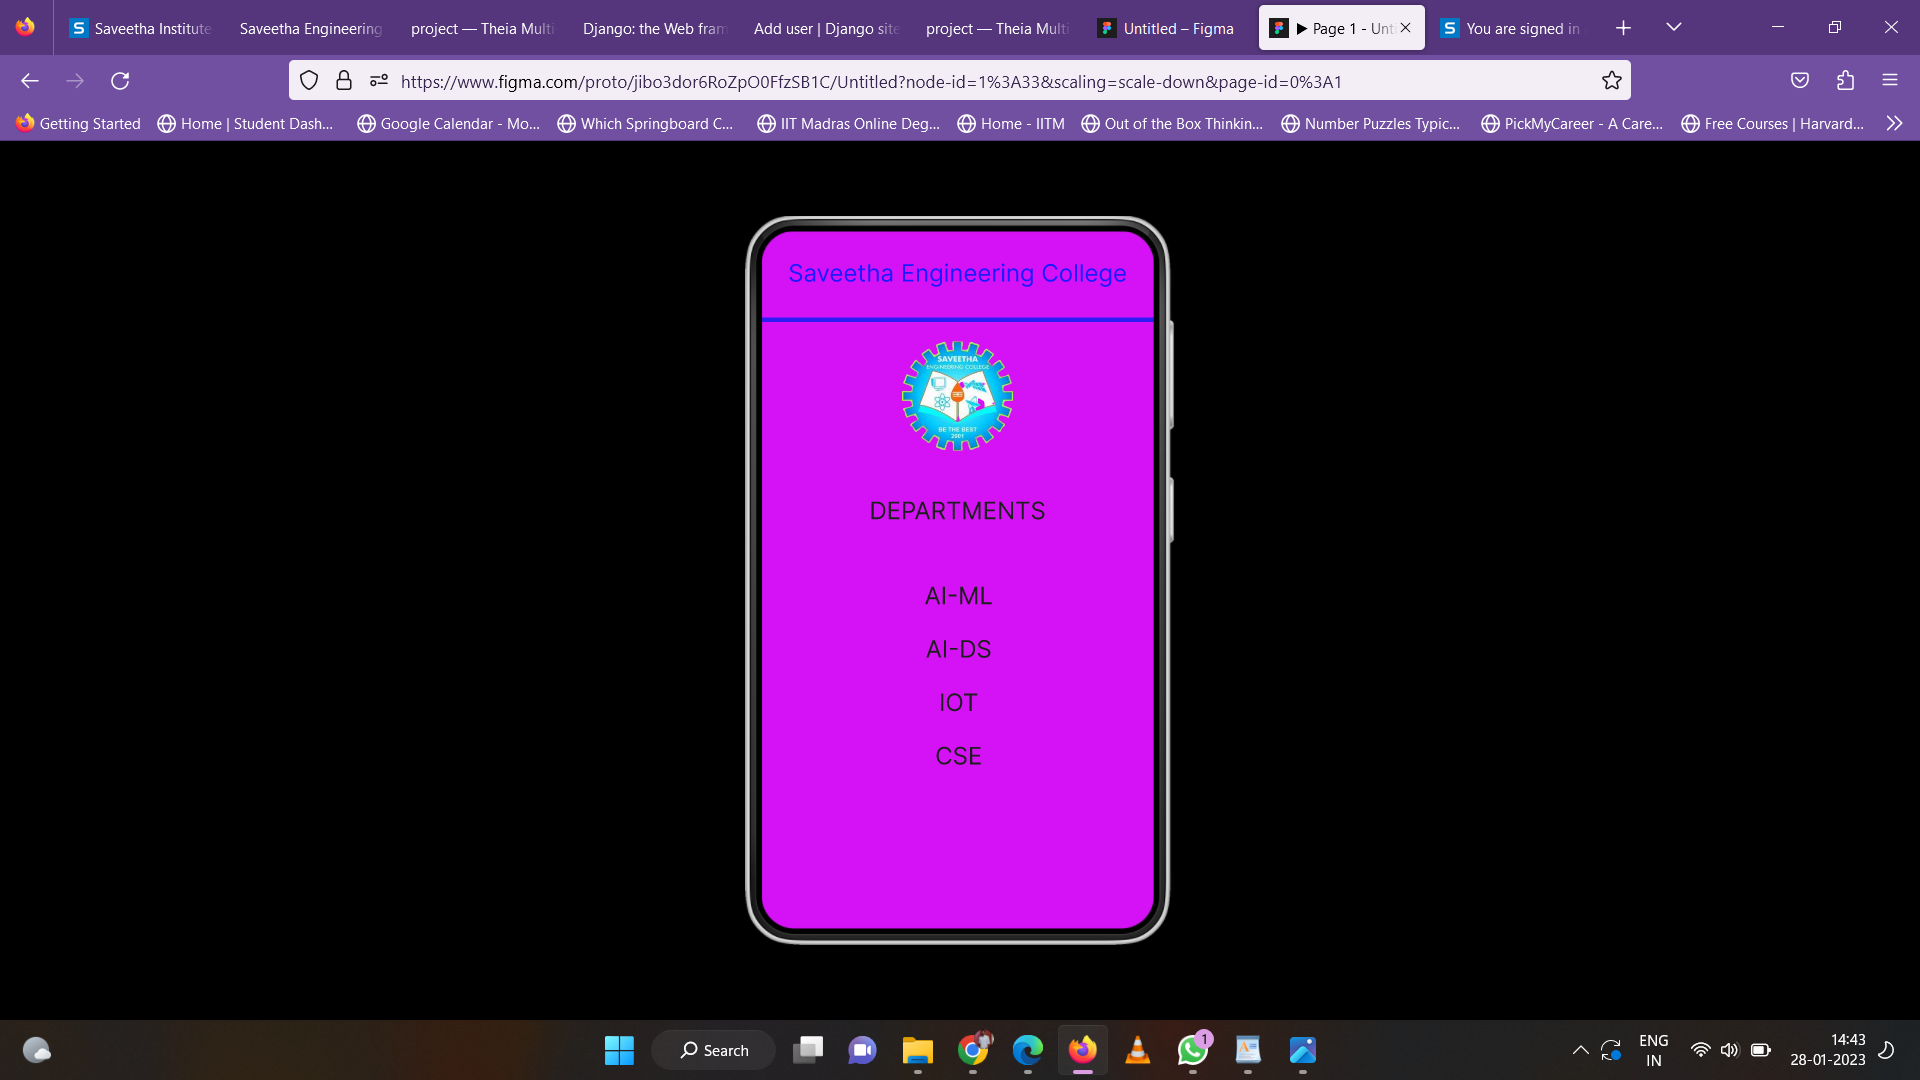 Saveetha Institute
Saveetha Engineering
project — Theia Multi
Django: the Web fram
Add user | Django site
project — Theia Multi
Untitled – Figma
Page 1 - Unti
You are signed in
https://www.figma.com/proto/jibo3dor6RoZpO0FfzSB1C/Untitled?node-id=1%3A33&scaling=scale-down&page-id=0%3A1
Getting Started
Home | Student Dash...
Google Calendar - Mo...
Which Springboard C...
IIT Madras Online Deg...
Home - IITM
Out of the Box Thinkin...
Number Puzzles Typic...
PickMyCareer - A Care...
Free Courses | Harvard...
Saveetha Engineering College
SAVEETHA
ENGINEERING COLLEGE
BE THE BEST
2001
DEPARTMENTS
AI-ML
AI-DS
IOT
CSE
Search
1
ENG
IN
14:43
28-01-2023